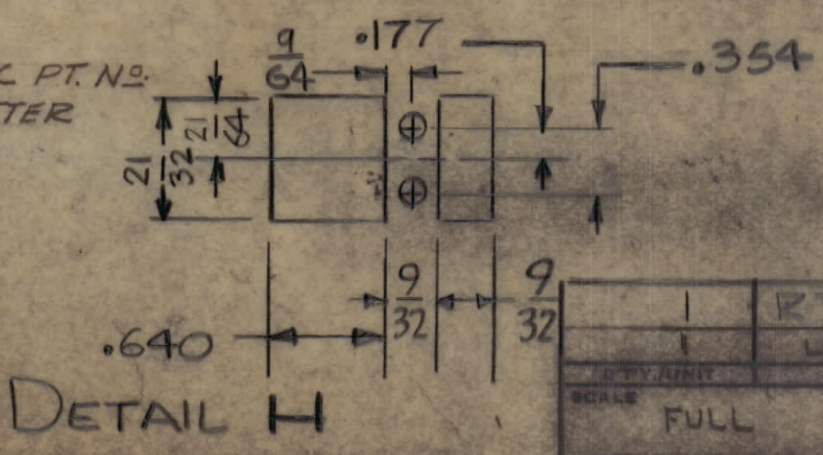 9/64 .177
.354
C PT. NO.
TER
21/64
21/32
9/32 9/32
.640
DETAIL H
1 R
1 L
QTY./UNIT
SCALE
FULL